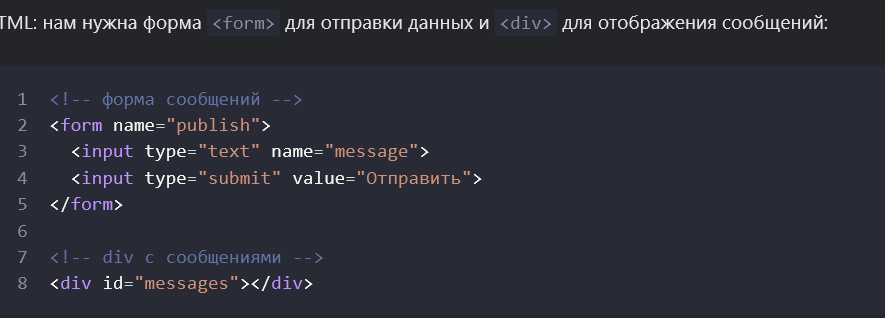 TML: нам нужна форма <form> для отправки данных и <div> для отображения сообщений:
1 <!-- форма сообщений -->
2 <form name="publish">
3   <input type="text" name="message">
4   <input type="submit" value="Отправить">
5 </form>
6
7 <!-- div с сообщениями -->
8 <div id="messages"></div>